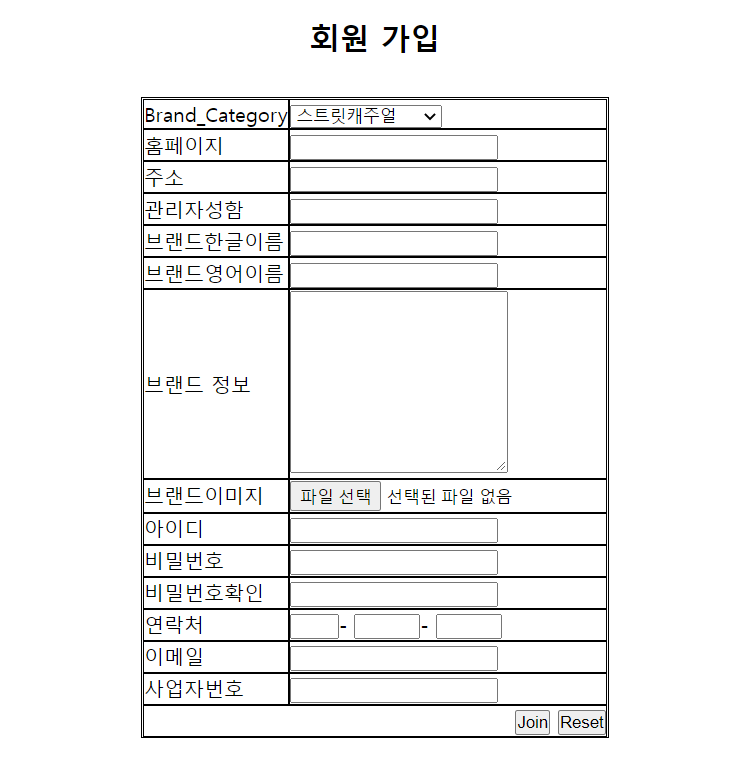 회원 가입
Brand_Category 스트릿캐주얼
홈페이지
주소
관리자성함
브랜드한글이름
브랜드영어이름
브랜드 정보
브랜드이미지 파일 선택 선택된 파일 없음
아이디
비밀번호
비밀번호확인
연락처 - -
이메일
사업자번호
Join Reset